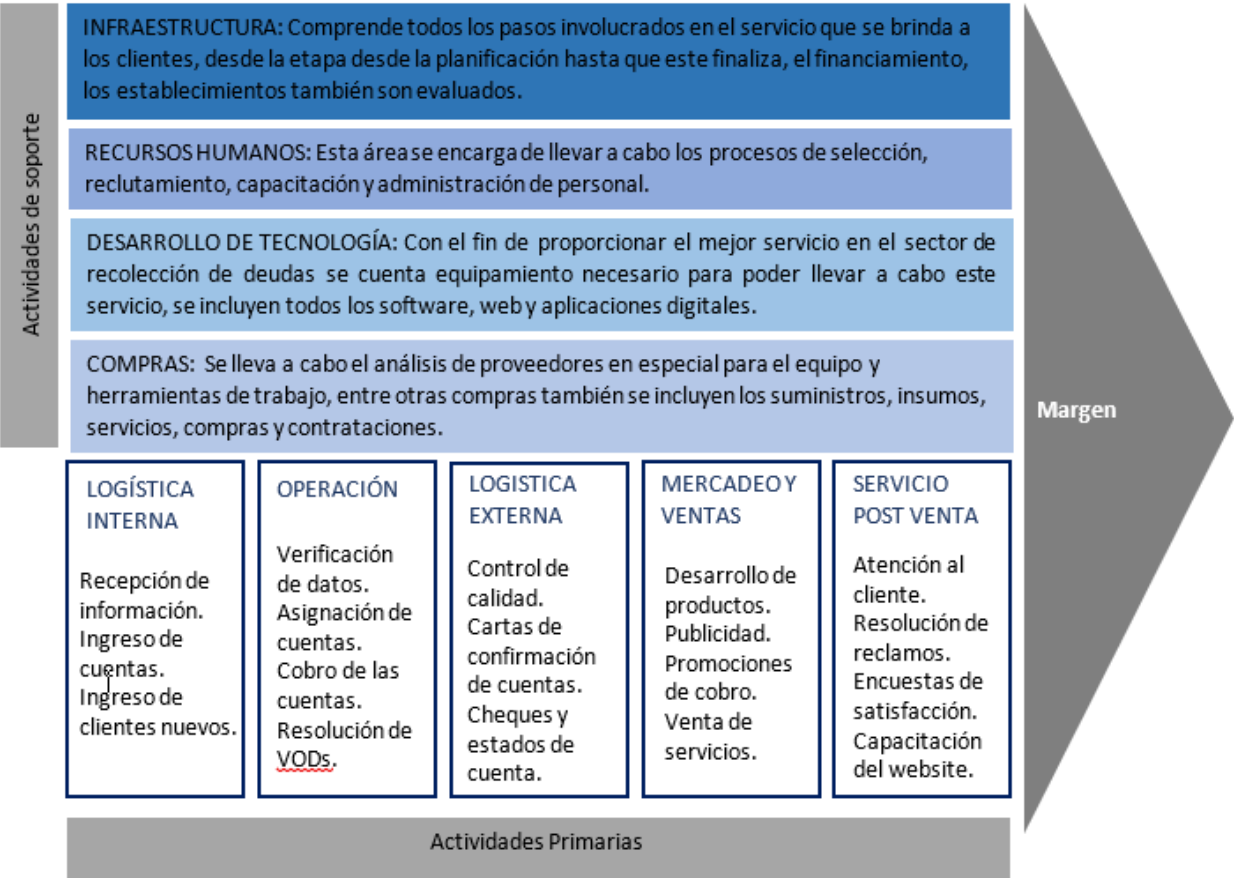 INFRAESTRUCTURA: Comprende todos los pasos involucrados en el servicio que se brinda a
los clientes, desde la etapa desde la planificación hasta que este finaliza, el financiamiento,
los establecimientos también son evaluados.
Actividades de soporte
RECURSOS HUMANOS: Esta área se encarga de llevar a cabo los procesos de selección,
reclutamiento, capacitación y administración de personal.
DESARROLLO DE TECNOLOGÍA: Con el fin de proporcionar el mejor servicio en el sector de
recolección de deudas se cuenta equipamiento necesario para poder llevar a cabo este
servicio, se incluyen todos los software, web y aplicaciones digitales.
COMPRAS: Se lleva a cabo el análisis de proveedores en especial para el equipo y
herramientas de trabajo, entre otras compras también se incluyen los suministros, insumos,
servicios, compras y contrataciones.
Margen
LOGÍSTICA
INTERNA
Recepción de
información.
Ingreso de
cuentas.
Ingreso de
clientes nuevos.
OPERACIÓN
Verificación
de datos.
Asignación de
cuentas.
Cobro de las
cuentas.
Resolución de
VODs.
LOGISTICA
EXTERNA
Control de
calidad.
Cartas de
confirmación
de cuentas.
Cheques y
estados de
cuenta.
MERCADEO Y
VENTAS
Desarrollo de
productos.
Publicidad.
Promociones
de cobro.
Venta de
servicios.
SERVICIO
POST VENTA
Atención al
cliente.
Resolución de
reclamos.
Encuestas de
satisfacción.
Capacitación
del website.
Actividades Primarias